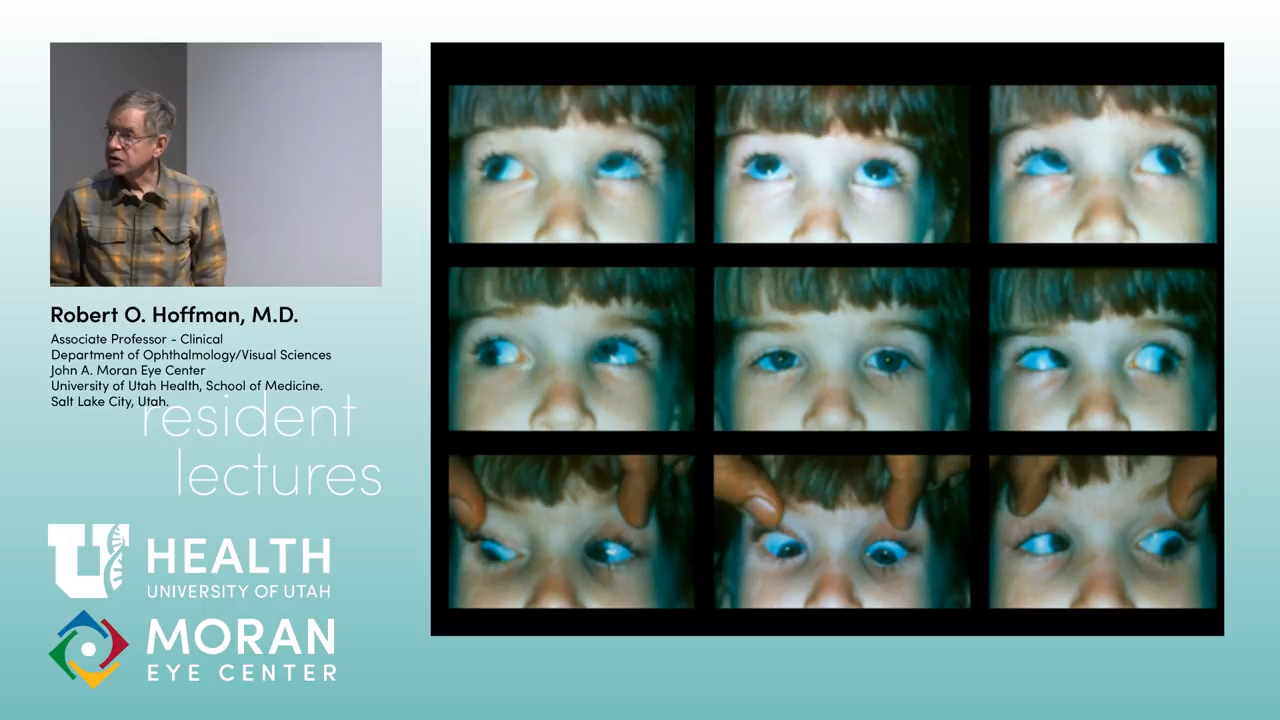 Robert O. Hoffman, M.D.
Associate Professor - Clinical
Department of Ophthalmology/Visual Sciences
John A. Moran Eye Center
University of Utah Health, School of Medicine.
Salt Lake City, Utah.
resident
lectures
U HEALTH
UNIVERSITY OF UTAH
MORAN
EYE CENTER